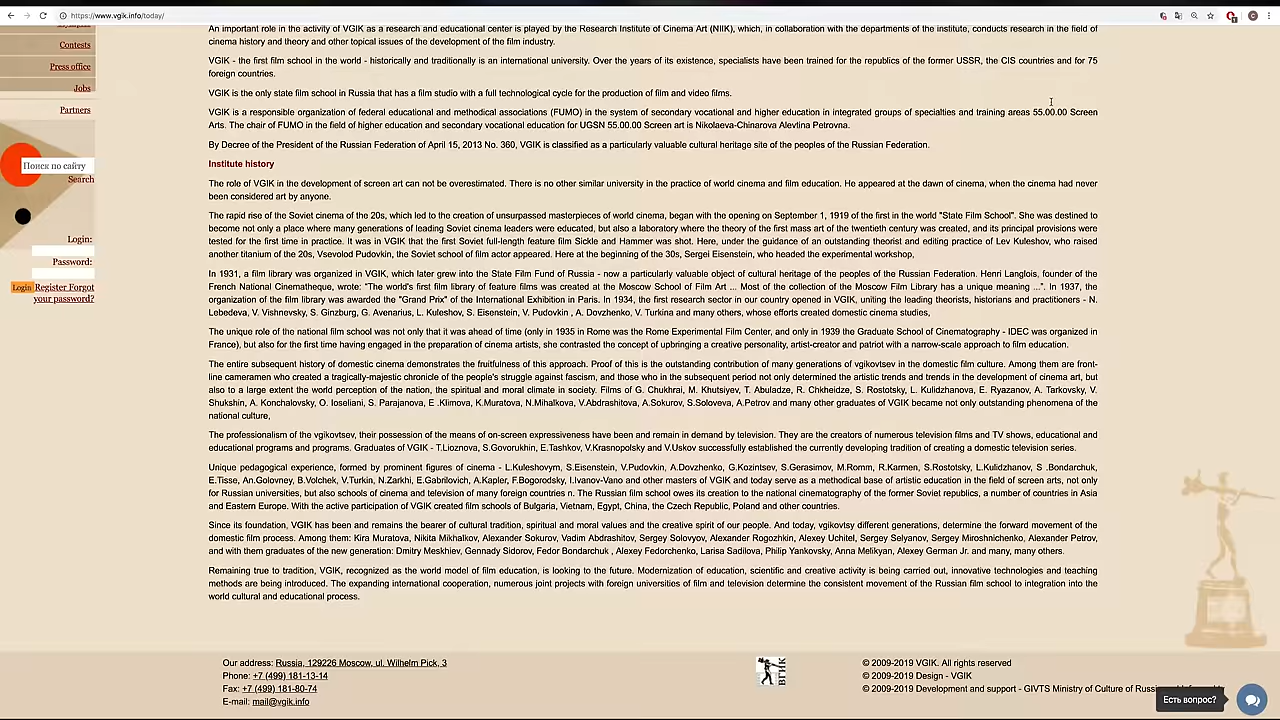 https://www.vgik.info/today/
An important role in the activity of VGIK as a research and educational center is played by the Research Institute of Cinema Art (NIIK), which, in collaboration with the departments of the institute, conducts research in the field of
cinema history and theory and other topical issues of the development of the film industry.
VGIK - the first film school in the world - historically and traditionally is an international university. Over the years of its existence, specialists have been trained for the republics of the former USSR, the CIS countries and for 75
foreign countries.
VGIK is the only state film school in Russia that has a film studio with a full technological cycle for the production of film and video films.
VGIK is a responsible organization of federal educational and methodical associations (FUMO) in the system of secondary vocational and higher education in integrated groups of specialties and training areas 55.00.00 Screen
Arts. The chair of FUMO in the field of higher education and secondary vocational education for UGSN 55.00.00 Screen art is Nikolaeva-Chinarova Alevtina Petrovna.
By Decree of the President of the Russian Federation of April 15, 2013 No. 360, VGIK is classified as a particularly valuable cultural heritage site of the peoples of the Russian Federation.
Institute history
The role of VGIK in the development of screen art can not be overestimated. There is no other similar university in the practice of world cinema and film education. He appeared at the dawn of cinema, when the cinema had never
been considered art by anyone.
The rapid rise of the Soviet cinema of the 20s, which led to the creation of unsurpassed masterpieces of world cinema, began with the opening on September 1, 1919 of the first in the world "State Film School". She was destined to
become not only a place where many generations of leading Soviet cinema leaders were educated, but also a laboratory where the theory of the first mass art of the twentieth century was created, and its principal provisions were
tested for the first time in practice. It was in VGIK that the first Soviet full-length feature film Sickle and Hammer was shot. Here, under the guidance of an outstanding theorist and editing practice of Lev Kuleshov, who raised
another titanium of the 20s, Vsevolod Pudovkin, the Soviet school of film actor appeared. Here at the beginning of the 30s, Sergei Eisenstein, who headed the experimental workshop,
In 1931, a film library was organized in VGIK, which later grew into the State Film Fund of Russia - now a particularly valuable object of cultural heritage of the peoples of the Russian Federation. Henri Langlois, founder of the
French National Cinematheque, wrote: "The world's first film library of feature films was created at the Moscow School of Film Art ... Most of the collection of the Moscow Film Library has a unique meaning ...". In 1937, the
organization of the film library was awarded the "Grand Prix" of the International Exhibition in Paris. In 1934, the first research sector in our country opened in VGIK, uniting the leading theorists, historians and practitioners - N.
Lebedeva, V. Vishnevsky, S. Ginzburg, G. Avenarius, L. Kuleshov, S. Eisenstein, V. Pudovkin , A. Dovzhenko, V. Turkina and many others, whose efforts created domestic cinema studies,
The unique role of the national film school was not only that it was ahead of time (only in 1935 in Rome was the Rome Experimental Film Center, and only in 1939 the Graduate School of Cinematography - IDEC was organized in
France), but also for the first time having engaged in the preparation of cinema artists, she contrasted the concept of upbringing a creative personality, artist-creator and patriot with a narrow-scale approach to film education.
The entire subsequent history of domestic cinema demonstrates the fruitfulness of this approach. Proof of this is the outstanding contribution of many generations of vgikovtsev in the domestic film culture. Among them are front-
line cameramen who created a tragically-majestic chronicle of the people's struggle against fascism, and those who in the subsequent period not only determined the artistic trends and trends in the development of cinema art, but
also to a large extent the world perception of the nation, the spiritual and moral climate in society. Films of G. Chukhrai, M. Khutsiyev, T. Abuladze, R. Chkheidze, S. Rostotsky, L. Kulidzhanova, E. Ryazanov, A. Tarkovsky, V.
Shukshin, A. Konchalovsky, O. Ioseliani, S. Parajanova, E .Klimova, K.Muratova, N.Mihalkova, V.Abdrashitova, A.Sokurov, S.Soloveva, A.Petrov and many other graduates of VGIK became not only outstanding phenomena of the
national culture,
The professionalism of the vgikovtsev, their possession of the means of on-screen expressiveness have been and remain in demand by television. They are the creators of numerous television films and TV shows, educational and
educational programs and programs. Graduates of VGIK - T.Lioznova, S.Govorukhin, E.Tashkov, V.Krasnopolsky and V.Uskov successfully established the currently developing tradition of creating a domestic television series.
Unique pedagogical experience, formed by prominent figures of cinema - L.Kuleshovym, S.Eisenstein, V.Pudovkin, A.Dovzhenko, G.Kozintsev, S.Gerasimov, M.Romm, R.Karmen, S.Rostotsky, L.Kulidzhanov, S .Bondarchuk,
E.Tisse, An.Golovney, B.Volchek, V.Turkin, N.Zarkhi, E.Gabrilovich, A.Kapler, F.Bogorodsky, I.Ivanov-Vano and other masters of VGIK and today serve as a methodical base of artistic education in the field of screen arts, not only
for Russian universities, but also schools of cinema and television of many foreign countries n. The Russian film school owes its creation to the national cinematography of the former Soviet republics, a number of countries in Asia
and Eastern Europe. With the active participation of VGIK created film schools of Bulgaria, Vietnam, Egypt, China, the Czech Republic, Poland and other countries.
Since its foundation, VGIK has been and remains the bearer of cultural tradition, spiritual and moral values and the creative spirit of our people. And today, vgikovtsy different generations, determine the forward movement of the
domestic film process. Among them: Kira Muratova, Nikita Mikhalkov, Alexander Sokurov, Vadim Abdrashitov, Sergey Solovyov, Alexander Rogozhkin, Alexey Uchitel, Sergey Selyanov, Sergey Miroshnichenko, Alexander Petrov,
and with them graduates of the new generation: Dmitry Meskhiev, Gennady Sidorov, Fedor Bondarchuk , Alexey Fedorchenko, Larisa Sadilova, Philip Yankovsky, Anna Melikyan, Alexey German Jr. and many, many others.
Remaining true to tradition, VGIK, recognized as the world model of film education, is looking to the future. Modernization of education, scientific and creative activity is being carried out, innovative technologies and teaching
methods are being introduced. The expanding international cooperation, numerous joint projects with foreign universities of film and television determine the consistent movement of the Russian film school to integration into the
world cultural and educational process.
Contests
Press office
Jobs
Partners
Поиск по сайту
Search
Login:
Password:
Login Register Forgot
your password?
Our address: Russia, 129226 Moscow, ul. Wilhelm Pick, 3
Phone: +7 (499) 181-13-14
Fax: +7 (499) 181-80-74
E-mail: mail@vgik.info
ВГИК
© 2009-2019 VGIK. All rights reserved
© 2009-2019 Design - VGIK
© 2009-2019 Development and support - GIVTS Ministry of Culture of
Есть вопрос?